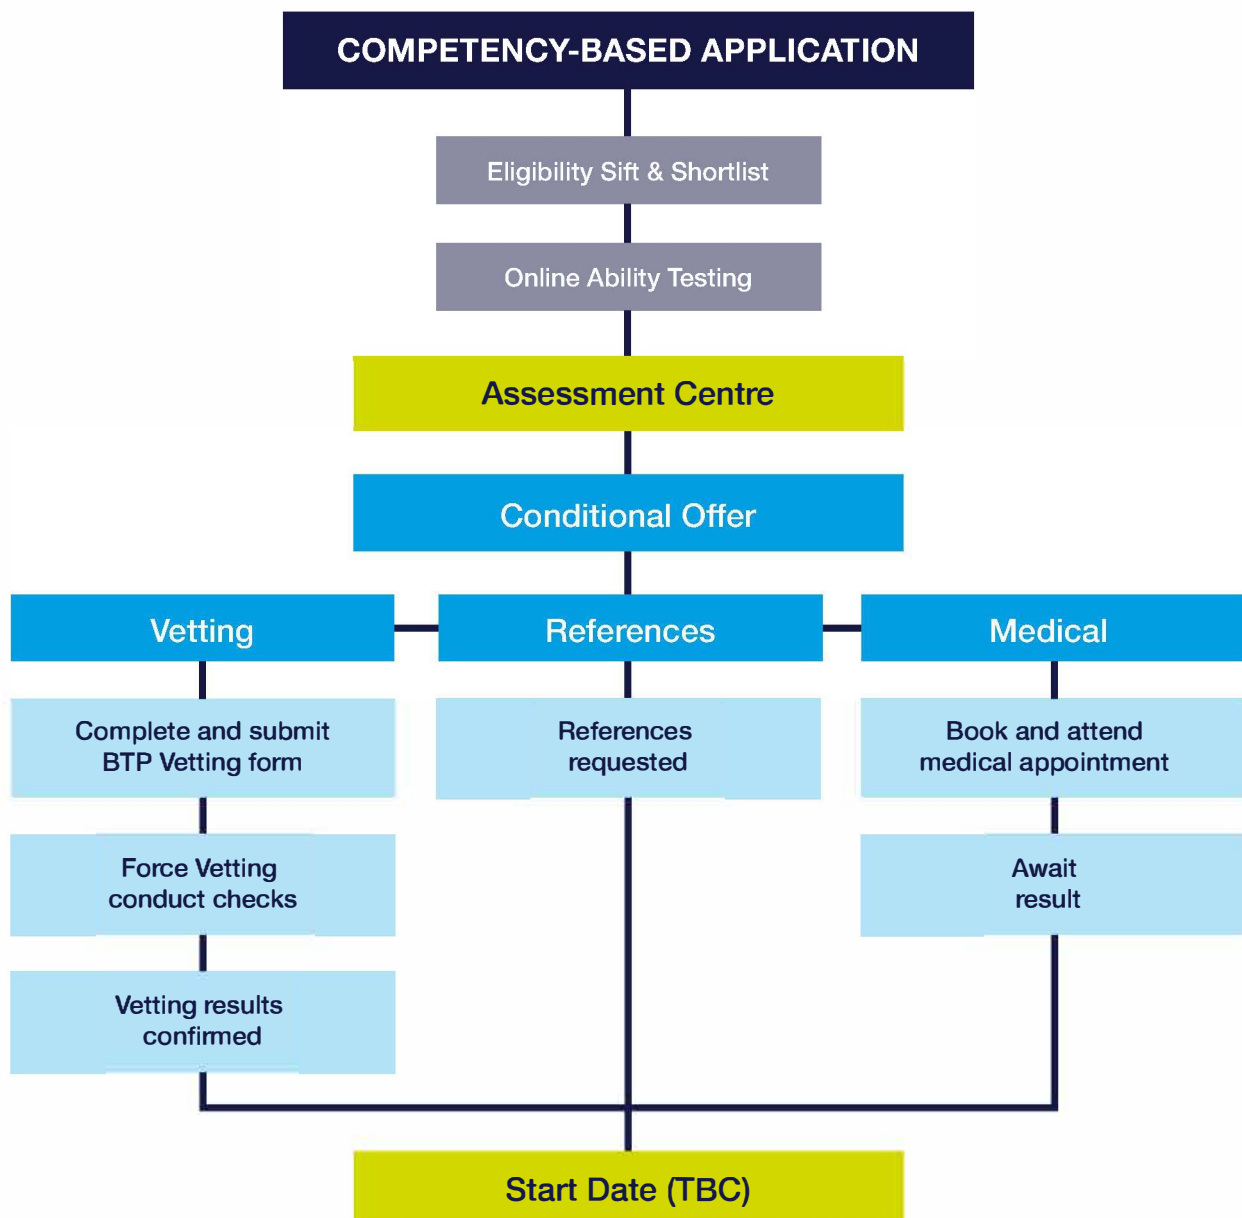 COMPETENCY-BASED APPLICATION
Eligibility Sift & Shortlist
Online Ability Testing
Assessment Centre
Conditional Offer
Vetting
References
Medical
Complete and submit
BTP Vetting form
References
requested
Book and attend
medical appointment
Force Vetting
conduct checks
Await
result
Vetting results
confirmed
Start Date (TBC)